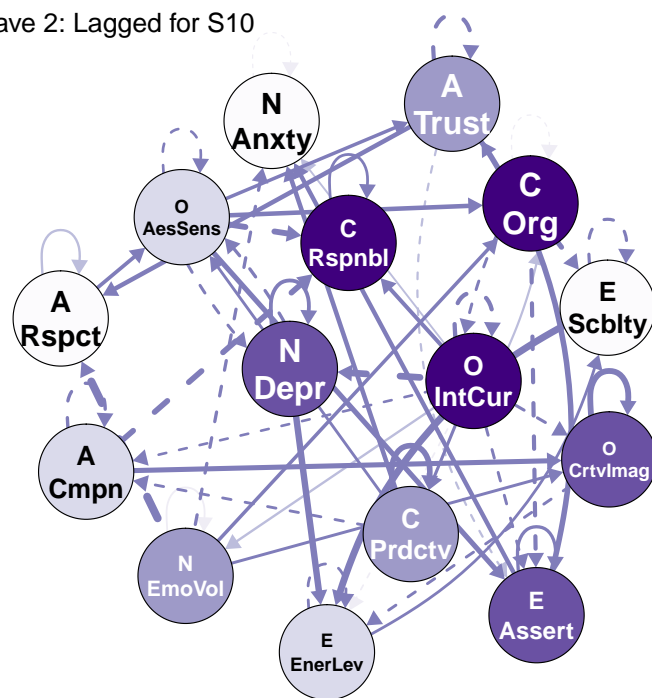 ave 2: Lagged for S10
A
Trust
N
Anxty
C
Org
O
AesSens
C
Rspnbl
E
Scblty
A
Rspct
N
Depr
O
IntCur
O
CrtvImag
A
Cmpn
C
Prdctv
N
EmoVol
E
Assert
E
EnerLev